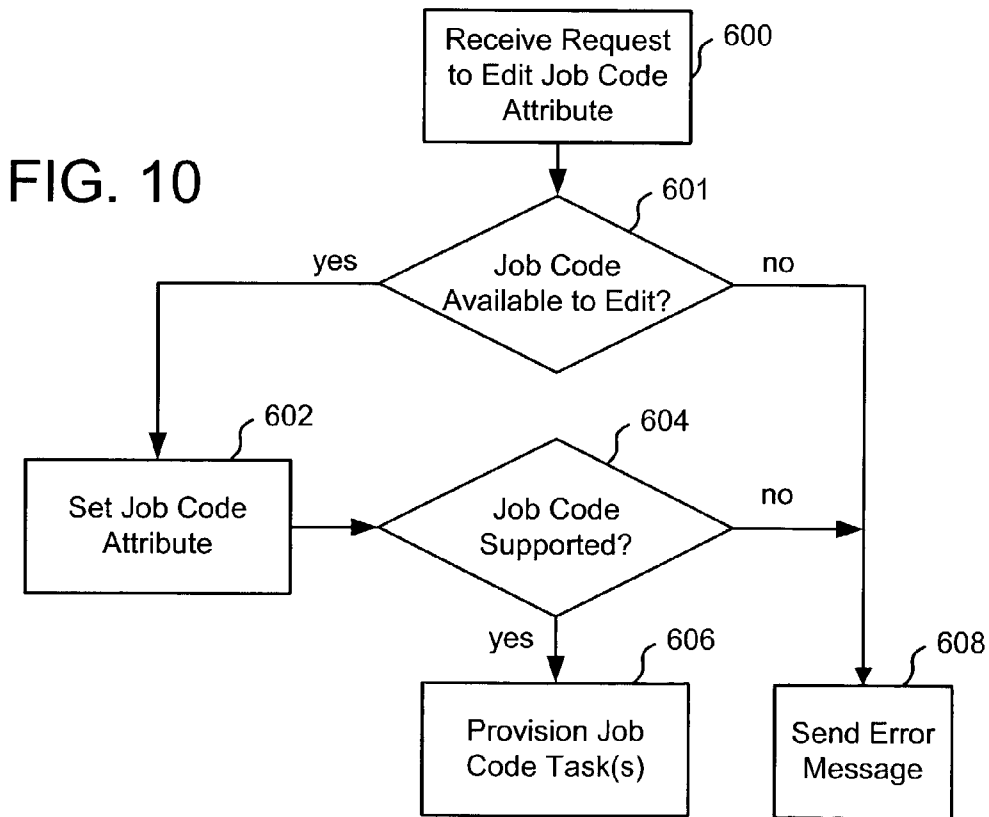 Receive Request
to Edit Job Code
Attribute
600
FIG. 10
601
yes
Job Code
Available to Edit?
no
602
604
Set Job Code
Attribute
Job Code
Supported?
no
yes
606
608
Provision Job
Code Task(s)
Send Error
Message